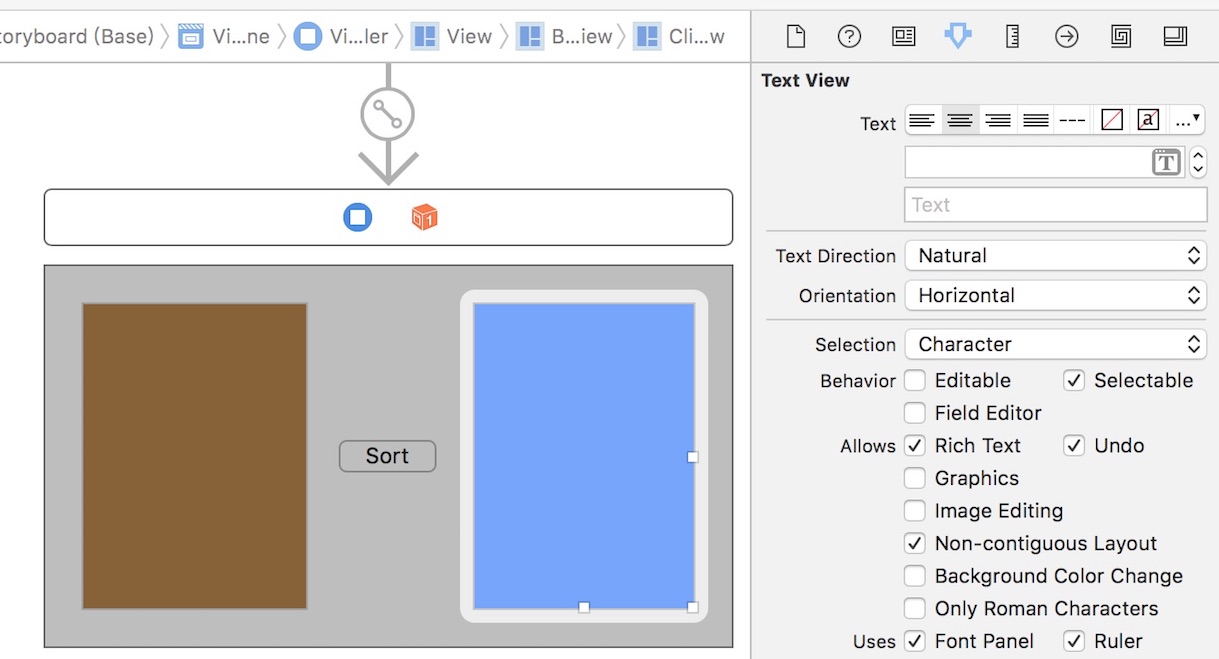 toryboard (Base) Vi...ne Vi...ler View B...iew Cli...w
Text View
Text a ...
T
Text
1
Text Direction Natural
Orientation Horizontal
Selection Character
Behavior Editable Selectable
Field Editor
Allows Rich Text Undo
Sort
Graphics
Image Editing
Non-contiguous Layout
Background Color Change
Only Roman Characters
Uses Font Panel Ruler